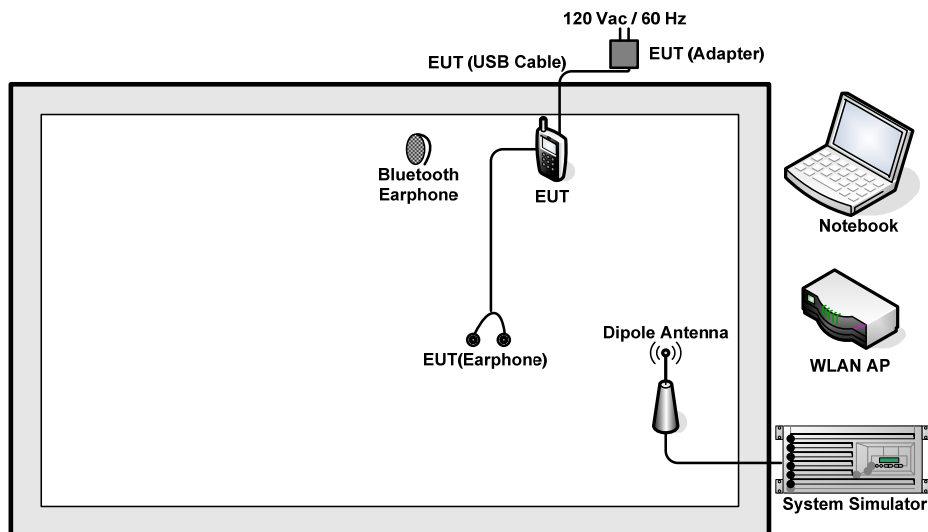 120 Vac / 60 Hz
EUT (USB Cable)
EUT (Adapter)
Bluetooth
Earphone
EUT
Notebook
EUT(Earphone)
Dipole Antenna
WLAN AP
System Simulator